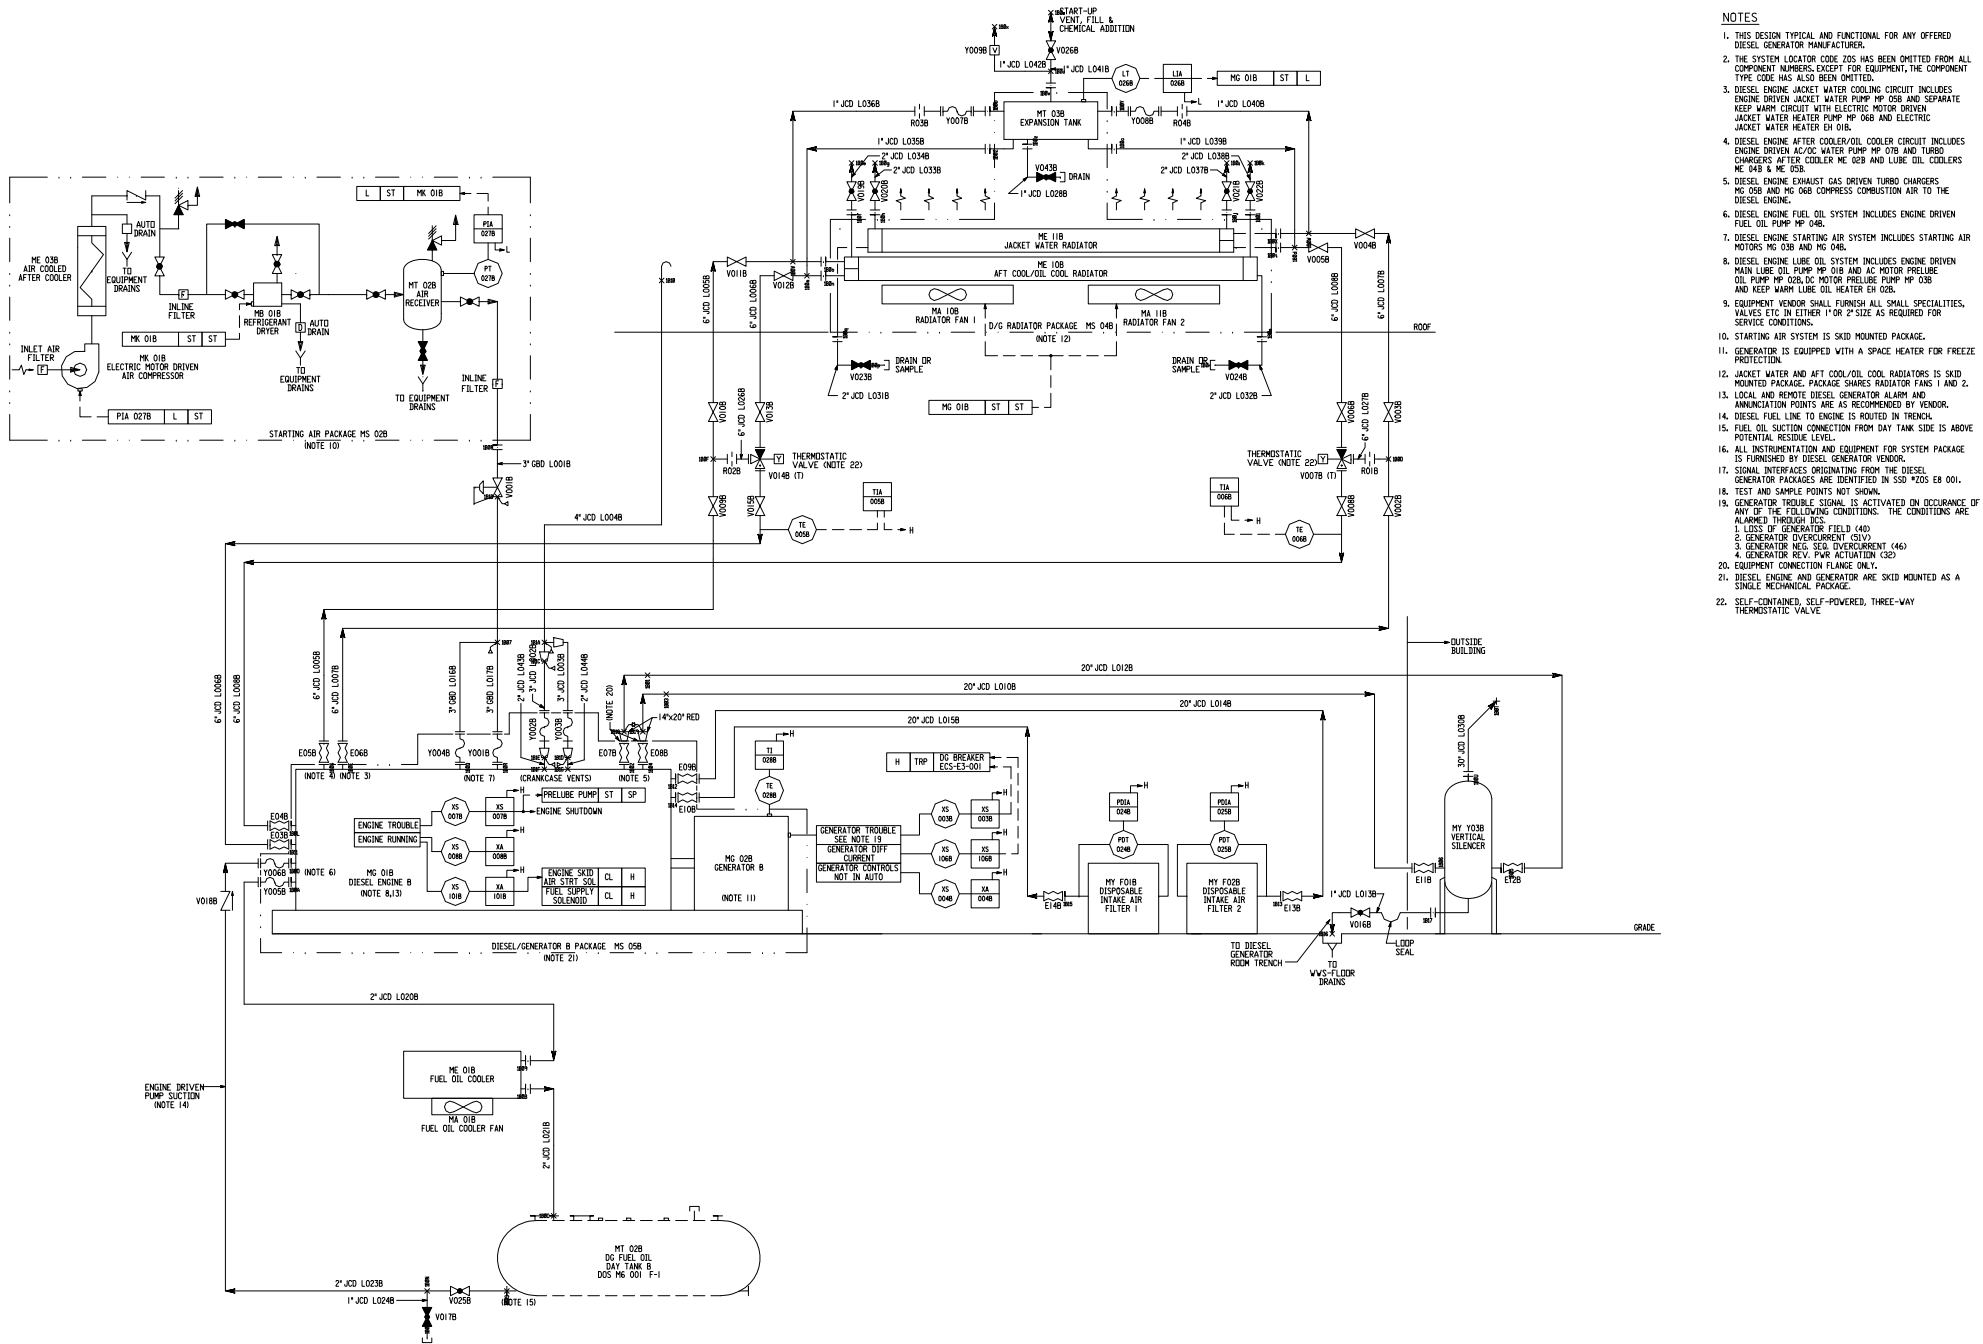 START-UP
VENT, FILL &
CHEMICAL ADDITION
Y009B
V
V026B
1" JCD L042B
1" JCD L041B
LT
026B
LIA
026B
MG 01B ST L
L
1" JCD L036B
R03B
Y007B
MT 03B
EXPANSION TANK
Y008B
R04B
1" JCD L040B
1" JCD L035B
1" JCD L039B
2" JCD L034B
2" JCD L033B
V043B
DRAIN
1" JCD L028B
2" JCD L038B
2" JCD L037B
V019B
V020B
V021B
V022B
ME 11B
JACKET WATER RADIATOR
ME 10B
AFT COOL/OIL COOL RADIATOR
V011B
V012B
V004B
V005B
MA 10B
RADIATOR FAN 1
MA 11B
RADIATOR FAN 2
D/G RADIATOR PACKAGE MS 04B
(NOTE 12)
ROOF
6" JCD L005B
6" JCD L006B
6" JCD L008B
6" JCD L007B
DRAIN OR
SAMPLE
V023B
2" JCD L031B
DRAIN OR
SAMPLE
V024B
2" JCD L032B
MG 01B ST ST
V010B
6" JCD L026B
V013B
V006B
6" JCD L027B
V003B
R02B
Y
THERMOSTATIC
VALVE (NOTE 22)
V014B (T)
THERMOSTATIC
VALVE (NOTE 22)
Y
R01B
V007B (T)
V009B
V015B
V008B
V002B
TIA
005B
TE
005B
H
TIA
006B
TE
006B
H
4" JCD L004B
L ST MK 01B
PIA
027B
L
PT
027B
ME 03B
AIR COOLED
AFTER COOLER
AUTO
DRAIN
TO
EQUIPMENT
DRAINS
F
INLINE
FILTER
MB 01B
REFRIGERANT
DRYER
D
AUTO
DRAIN
TO
EQUIPMENT
DRAINS
MT 02B
AIR
RECEIVER
TO EQUIPMENT
DRAINS
INLINE
FILTER
F
MK 01B ST ST
INLET AIR
FILTER
F
MK 01B
ELECTRIC MOTOR DRIVEN
AIR COMPRESSOR
PIA 027B L ST
STARTING AIR PACKAGE MS 02B
(NOTE 10)
3" GBD L001B
V001B
6" JCD L006B
6" JCD L008B
6" JCD L005B
6" JCD L007B
3" GBD L016B
3" GBD L017B
2" JCD L043B
3" JCD L002B
3" JCD L003B
2" JCD L044B
(NOTE 20)
14"x20" RED
20" JCD L012B
20" JCD L010B
20" JCD L014B
20" JCD L015B
OUTSIDE
BUILDING
E05B
E06B
(NOTE 4)
(NOTE 3)
Y004B
Y001B
(NOTE 7)
Y002B
Y003B
(CRANKCASE VENTS)
E07B
E08B
(NOTE 5)
E09B
E10B
TI
028B
H
TE
028B
E04B
E03B
Y006B
Y005B
(NOTE 6)
V018B
ENGINE TROUBLE
ENGINE RUNNING
XS
007B
XS
007B
H
PRELUBE PUMP ST SP
ENGINE SHUTDOWN
XS
008B
XA
008B
H
XS
101B
XA
101B
H
ENGINE SKID
AIR STRT SOL CL H
FUEL SUPPLY
SOLENOID CL H
MG 01B
DIESEL ENGINE B
(NOTE 8,13)
MG 02B
GENERATOR B
(NOTE 11)
DIESEL/GENERATOR B PACKAGE MS 05B
(NOTE 21)
H TRP DG BREAKER
ECS-E3-001
GENERATOR TROUBLE
SEE NOTE 19
GENERATOR DIFF
CURRENT
GENERATOR CONTROLS
NOT IN AUTO
XS
003B
XS
003B
H
XS
106B
XS
106B
H
XS
004B
XA
004B
H
E14B
PDIA
024B
H
PDT
024B
MY F01B
DISPOSABLE
INTAKE AIR
FILTER 1
PDIA
025B
H
PDT
025B
MY F02B
DISPOSABLE
INTAKE AIR
FILTER 2
E13B
30" JCD L030B
MY Y03B
VERTICAL
SILENCER
E11B
E12B
1" JCD L013B
V016B
LOOP
SEAL
TO DIESEL
GENERATOR
ROOM TRENCH
TO
WWS-FLOOR
DRAINS
GRADE
2" JCD L020B
ME 01B
FUEL OIL COOLER
MA 01B
FUEL OIL COOLER FAN
2" JCD L021B
ENGINE DRIVEN
PUMP SUCTION
(NOTE 14)
MT 02B
DG FUEL OIL
DAY TANK B
DOS M6 001 F-1
2" JCD L023B
1" JCD L024B
V025B
V017B
(NOTE 15)
NOTES
1. THIS DESIGN TYPICAL AND FUNCTIONAL FOR ANY OFFERED
DIESEL GENERATOR MANUFACTURER.
2. THE SYSTEM LOCATOR CODE ZOS HAS BEEN OMITTED FROM ALL
COMPONENT NUMBERS. EXCEPT FOR EQUIPMENT, THE COMPONENT
TYPE CODE HAS ALSO BEEN OMITTED.
3. DIESEL ENGINE JACKET WATER COOLING CIRCUIT INCLUDES
ENGINE DRIVEN JACKET WATER PUMP MP 05B AND SEPARATE
KEEP WARM CIRCUIT WITH ELECTRIC MOTOR DRIVEN
JACKET WATER HEATER PUMP MP 06B AND ELECTRIC
JACKET WATER HEATER EH 01B.
4. DIESEL ENGINE AFTER COOLER/OIL COOLER CIRCUIT INCLUDES
ENGINE DRIVEN AC/OC WATER PUMP MP 07B AND TURBO
CHARGERS AFTER COOLER ME 02B AND LUBE OIL COOLERS
ME 04B & ME 05B.
5. DIESEL ENGINE EXHAUST GAS DRIVEN TURBO CHARGERS
MG 05B AND MG 06B COMPRESS COMBUSTION AIR TO THE
DIESEL ENGINE.
6. DIESEL ENGINE FUEL OIL SYSTEM INCLUDES ENGINE DRIVEN
FUEL OIL PUMP MP 04B.
7. DIESEL ENGINE STARTING AIR SYSTEM INCLUDES STARTING AIR
MOTORS MG 03B AND MG 04B.
8. DIESEL ENGINE LUBE OIL SYSTEM INCLUDES ENGINE DRIVEN
MAIN LUBE OIL PUMP MP 01B AND AC MOTOR PRELUBE
OIL PUMP MP 02B, DC MOTOR PRELUBE PUMP MP 03B
AND KEEP WARM LUBE OIL HEATER EH 02B.
9. EQUIPMENT VENDOR SHALL FURNISH ALL SMALL SPECIALITIES,
VALVES ETC IN EITHER 1" OR 2" SIZE AS REQUIRED FOR
SERVICE CONDITIONS.
10. STARTING AIR SYSTEM IS SKID MOUNTED PACKAGE.
11. GENERATOR IS EQUIPPED WITH A SPACE HEATER FOR FREEZE
PROTECTION.
12. JACKET WATER AND AFT COOL/OIL COOL RADIATORS IS SKID
MOUNTED PACKAGE. PACKAGE SHARES RADIATOR FANS 1 AND 2.
13. LOCAL AND REMOTE DIESEL GENERATOR ALARM AND
ANNUNCIATION POINTS ARE AS RECOMMENDED BY VENDOR.
14. DIESEL FUEL LINE TO ENGINE IS ROUTED IN TRENCH.
15. FUEL OIL SUCTION CONNECTION FROM DAY TANK SIDE IS ABOVE
POTENTIAL RESIDUE LEVEL.
16. ALL INSTRUMENTATION AND EQUIPMENT FOR SYSTEM PACKAGE
IS FURNISHED BY DIESEL GENERATOR VENDOR.
17. SIGNAL INTERFACES ORIGINATING FROM THE DIESEL
GENERATOR PACKAGES ARE IDENTIFIED IN SSD #ZOS E8 001.
18. TEST AND SAMPLE POINTS NOT SHOWN.
19. GENERATOR TROUBLE SIGNAL IS ACTIVATED ON OCCURANCE OF
ANY OF THE FOLLOWING CONDITIONS. THE CONDITIONS ARE
ALARMED THROUGH DCS.
1. LOSS OF GENERATOR FIELD (40)
2. GENERATOR OVERCURRENT (51V)
3. GENERATOR NEG. SEQ. OVERCURRENT (46)
4. GENERATOR REV. PWR ACTUATION (32)
20. EQUIPMENT CONNECTION FLANGE ONLY.
21. DIESEL ENGINE AND GENERATOR ARE SKID MOUNTED AS A
SINGLE MECHANICAL PACKAGE.
22. SELF-CONTAINED, SELF-POWERED, THREE-WAY
THERMOSTATIC VALVE